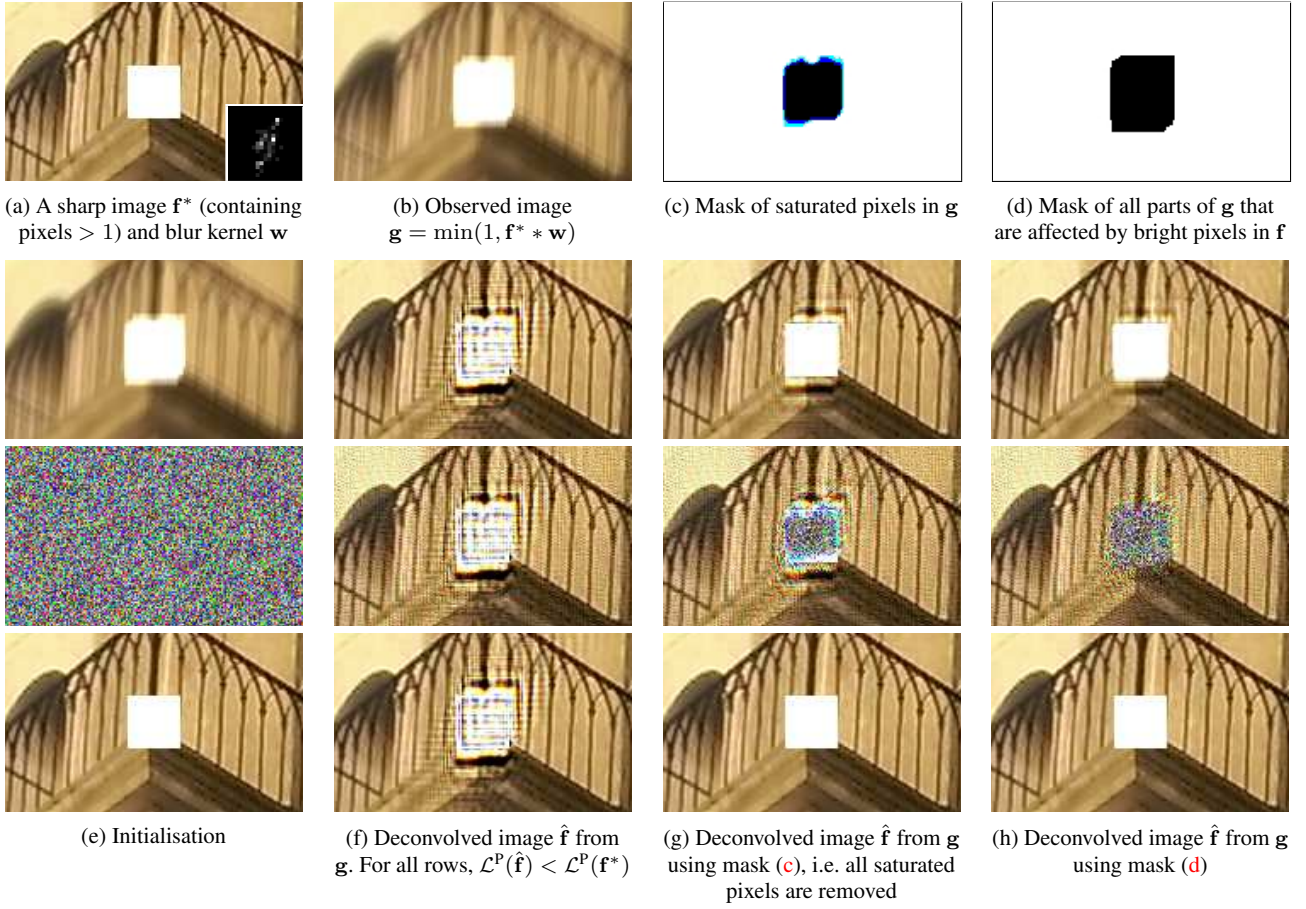 (a) A sharp image f* (containing
pixels > 1) and blur kernel w
(b) Observed image
g = min(1, f* * w)
(c) Mask of saturated pixels in g
(d) Mask of all parts of g that
are affected by bright pixels in f
(e) Initialisation
(f) Deconvolved image f̂ from
g. For all rows, ℒᴾ(f̂) < ℒᴾ(f*)
(g) Deconvolved image f̂ from g
using mask (c), i.e. all saturated
pixels are removed
(h) Deconvolved image f̂ from g
using mask (d)